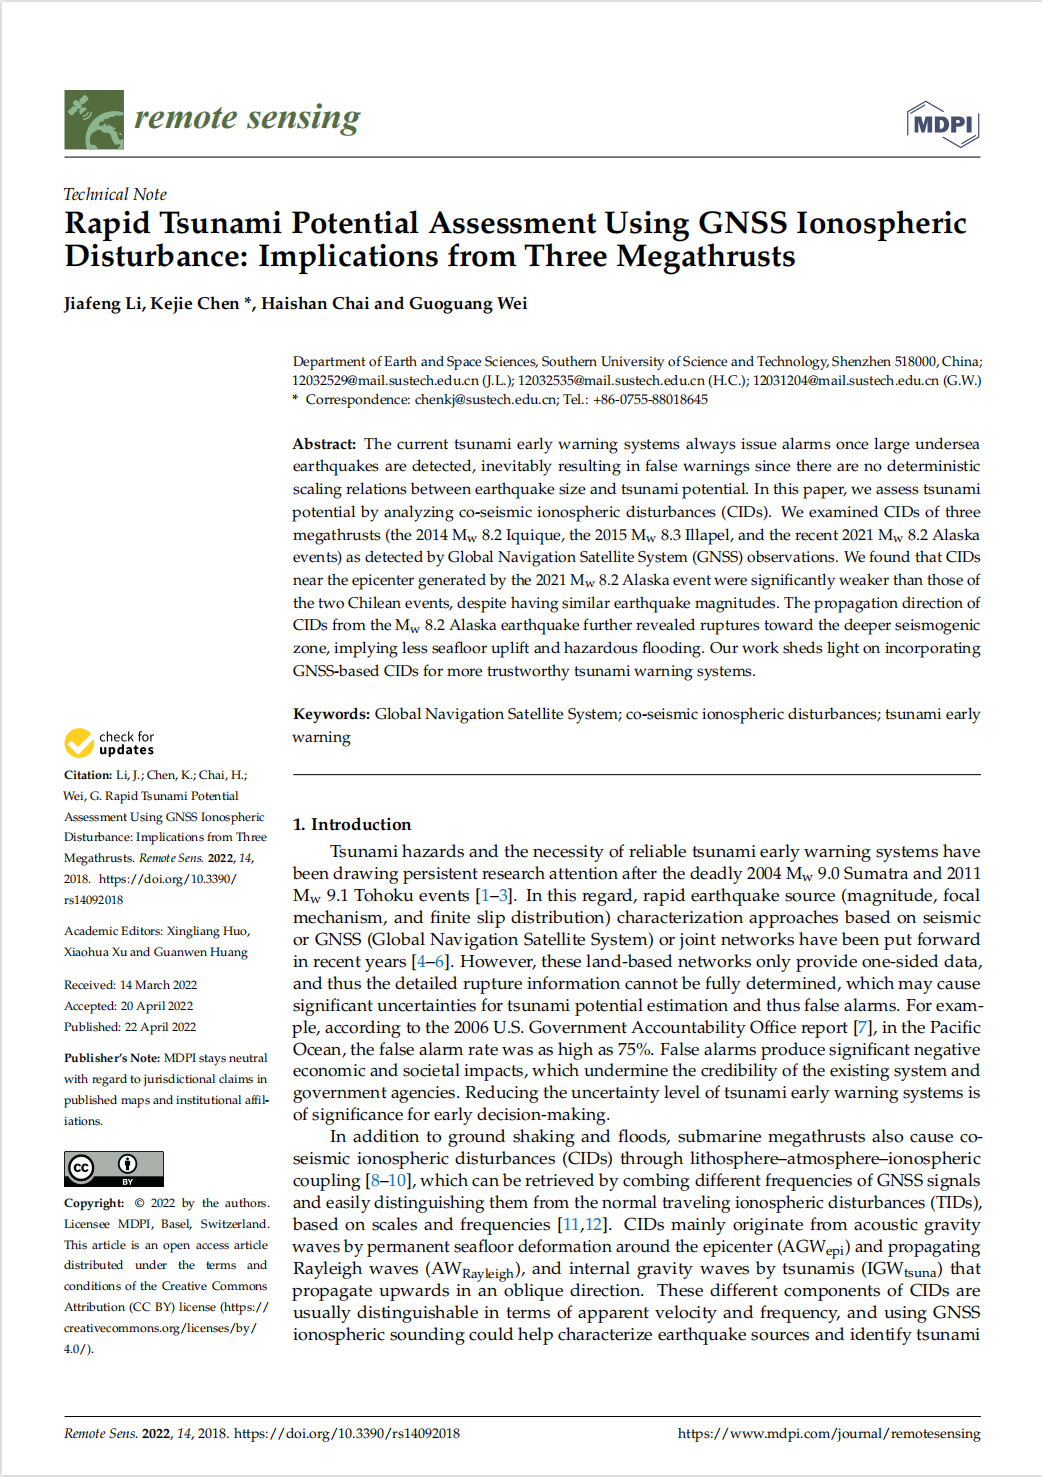 remote sensing
MDPI
Technical Note
Rapid Tsunami Potential Assessment Using GNSS Ionospheric
Disturbance: Implications from Three Megathrusts
Jiafeng Li, Kejie Chen *, Haishan Chai and Guoguang Wei
Department of Earth and Space Sciences, Southern University of Science and Technology, Shenzhen 518000, China;
12032529@mail.sustech.edu.cn (J.L.); 12032535@mail.sustech.edu.cn (H.C.); 12031204@mail.sustech.edu.cn (G.W.)
* Correspondence: chenkj@sustech.edu.cn; Tel.: +86-0755-88018645
Abstract: The current tsunami early warning systems always issue alarms once large undersea
earthquakes are detected, inevitably resulting in false warnings since there are no deterministic
scaling relations between earthquake size and tsunami potential. In this paper, we assess tsunami
potential by analyzing co-seismic ionospheric disturbances (CIDs). We examined CIDs of three
megathrusts (the 2014 Mw 8.2 Iquique, the 2015 Mw 8.3 Illapel, and the recent 2021 Mw 8.2 Alaska
events) as detected by Global Navigation Satellite System (GNSS) observations. We found that CIDs
near the epicenter generated by the 2021 Mw 8.2 Alaska event were significantly weaker than those of
the two Chilean events, despite having similar earthquake magnitudes. The propagation direction of
CIDs from the Mw 8.2 Alaska earthquake further revealed ruptures toward the deeper seismogenic
zone, implying less seafloor uplift and hazardous flooding. Our work sheds light on incorporating
GNSS-based CIDs for more trustworthy tsunami warning systems.
Keywords: Global Navigation Satellite System; co-seismic ionospheric disturbances; tsunami early
warning
check for
updates
Citation: Li, J.; Chen, K.; Chai, H.;
Wei, G. Rapid Tsunami Potential
Assessment Using GNSS Ionospheric
Disturbance: Implications from Three
Megathrusts. Remote Sens. 2022, 14,
2018. https://doi.org/10.3390/
rs14092018
Academic Editors: Xingliang Huo,
Xiaohua Xu and Guanwen Huang
Received: 14 March 2022
Accepted: 20 April 2022
Published: 22 April 2022
Publisher's Note: MDPI stays neutral
with regard to jurisdictional claims in
published maps and institutional affil-
iations.
cc BY
Copyright: © 2022 by the authors.
Licensee MDPI, Basel, Switzerland.
This article is an open access article
distributed under the terms and
conditions of the Creative Commons
Attribution (CC BY) license (https://
creativecommons.org/licenses/by/
4.0/).
1. Introduction
Tsunami hazards and the necessity of reliable tsunami early warning systems have
been drawing persistent research attention after the deadly 2004 Mw 9.0 Sumatra and 2011
Mw 9.1 Tohoku events [1–3]. In this regard, rapid earthquake source (magnitude, focal
mechanism, and finite slip distribution) characterization approaches based on seismic
or GNSS (Global Navigation Satellite System) or joint networks have been put forward
in recent years [4–6]. However, these land-based networks only provide one-sided data,
and thus the detailed rupture information cannot be fully determined, which may cause
significant uncertainties for tsunami potential estimation and thus false alarms. For exam-
ple, according to the 2006 U.S. Government Accountability Office report [7], in the Pacific
Ocean, the false alarm rate was as high as 75%. False alarms produce significant negative
economic and societal impacts, which undermine the credibility of the existing system and
government agencies. Reducing the uncertainty level of tsunami early warning systems is
of significance for early decision-making.
In addition to ground shaking and floods, submarine megathrusts also cause co-
seismic ionospheric disturbances (CIDs) through lithosphere–atmosphere–ionospheric
coupling [8–10], which can be retrieved by combing different frequencies of GNSS signals
and easily distinguishing them from the normal traveling ionospheric disturbances (TIDs),
based on scales and frequencies [11,12]. CIDs mainly originate from acoustic gravity
waves by permanent seafloor deformation around the epicenter (AGWepi) and propagating
Rayleigh waves (AWRayleigh), and internal gravity waves by tsunamis (IGWtsuna) that
propagate upwards in an oblique direction. These different components of CIDs are
usually distinguishable in terms of apparent velocity and frequency, and using GNSS
ionospheric sounding could help characterize earthquake sources and identify tsunami
Remote Sens. 2022, 14, 2018. https://doi.org/10.3390/rs14092018
https://www.mdpi.com/journal/remotesensing